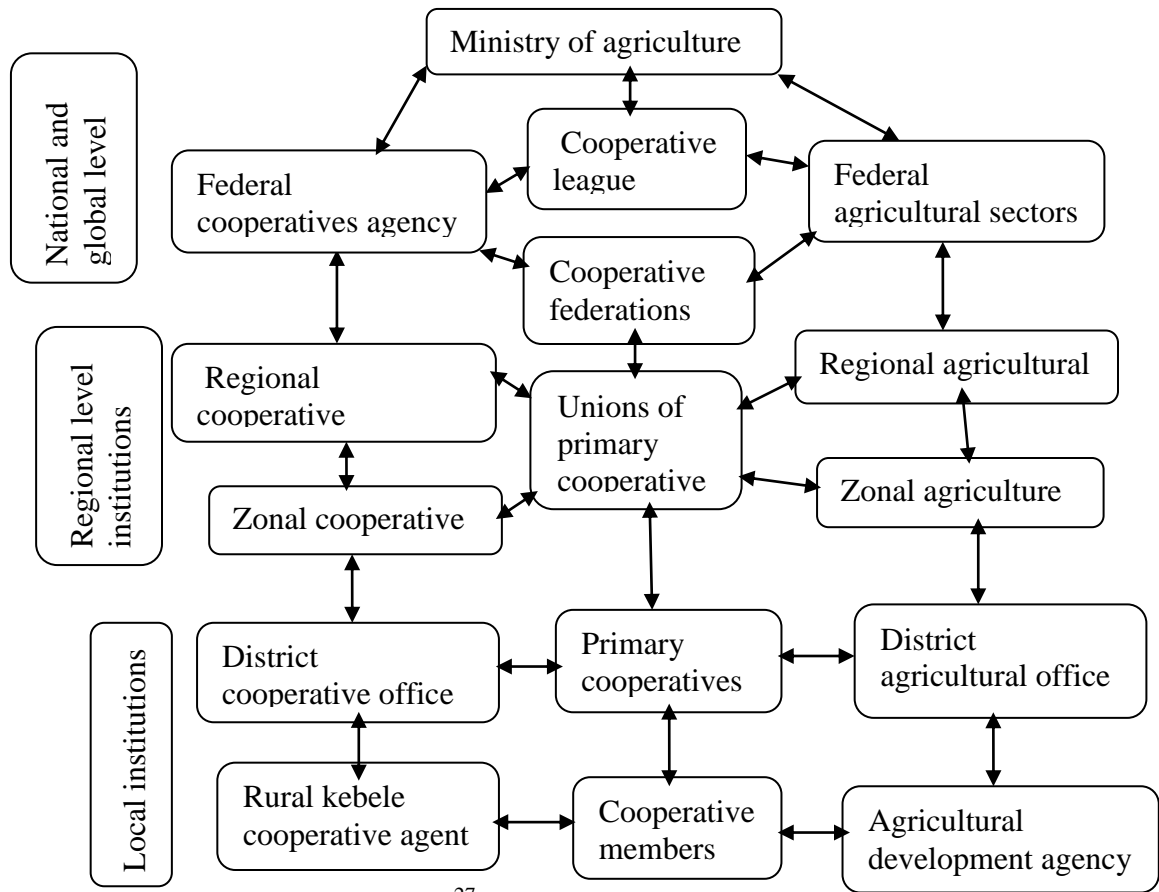 Ministry of agriculture
National and
global level
Cooperative
league
Federal
cooperatives agency
Federal
agricultural sectors
Cooperative
federations
Regional level
institutions
Regional
cooperative
Unions of
primary
cooperative
Regional agricultural
Zonal cooperative
Zonal agriculture
Local institutions
District
cooperative office
Primary
cooperatives
District
agricultural office
Rural kebele
cooperative agent
Cooperative
members
Agricultural
development agency
27